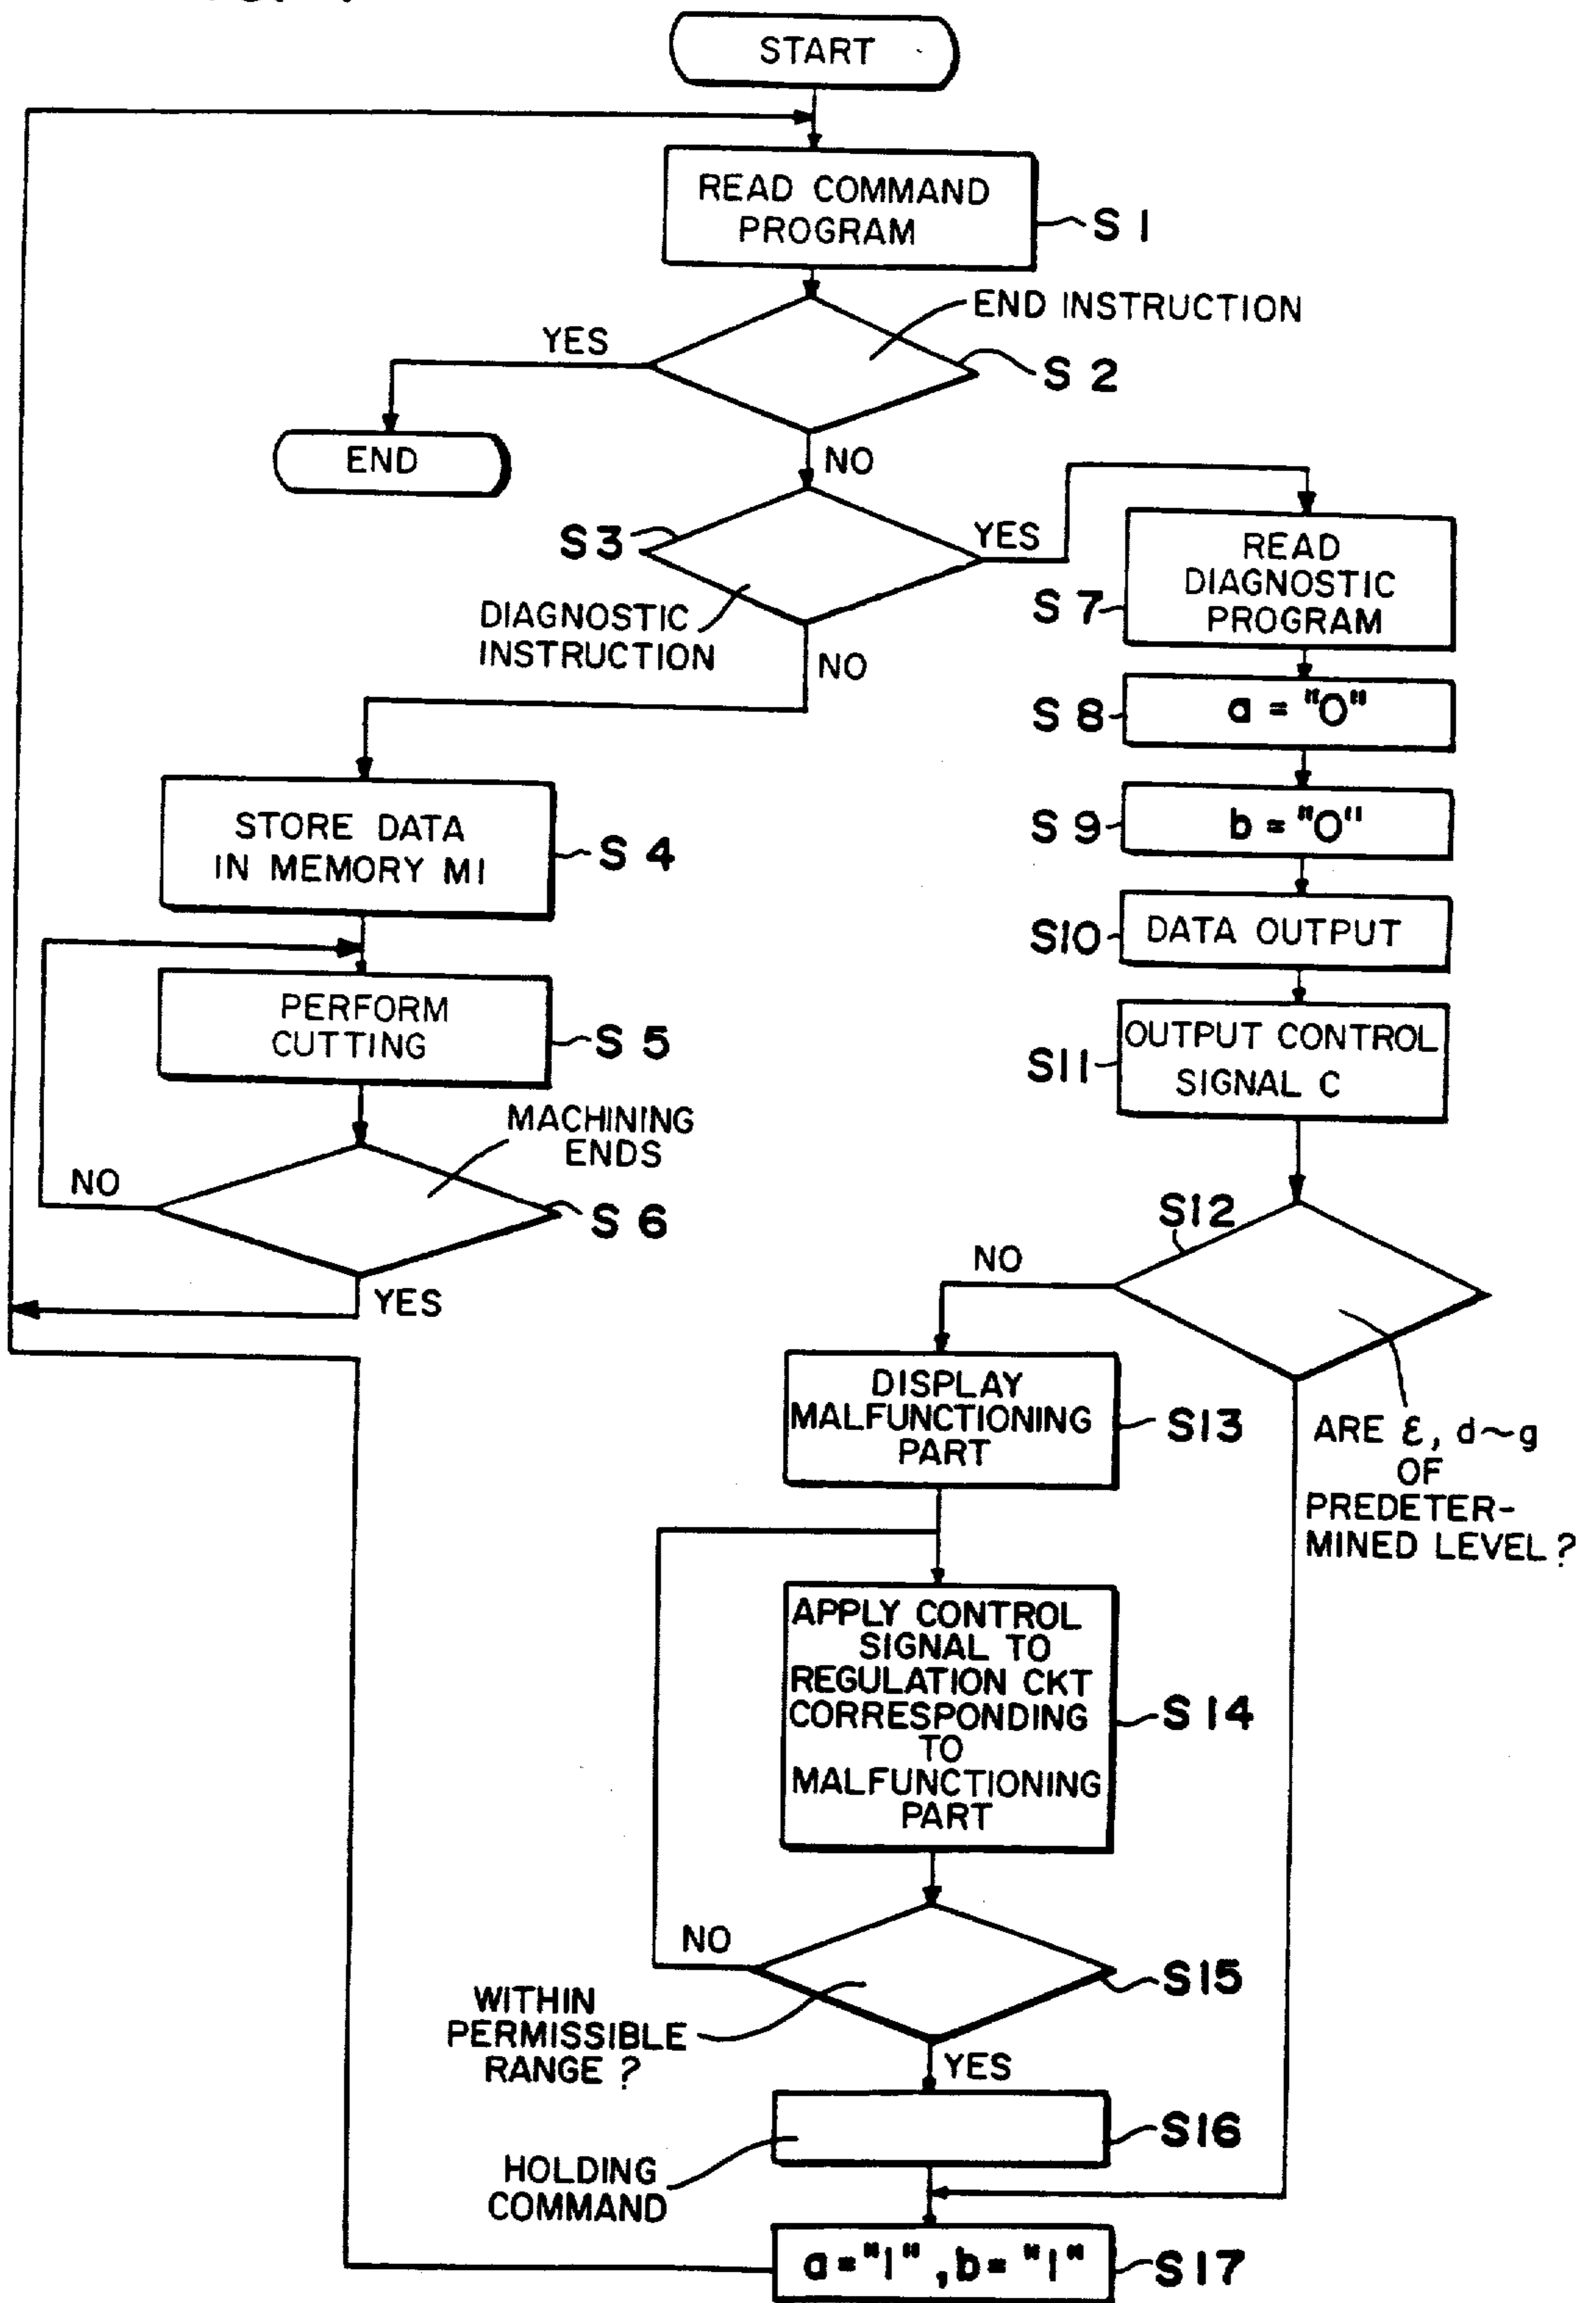 START
READ COMMAND
PROGRAM
S 1
END INSTRUCTION
YES
S 2
END
NO
S 3
YES
DIAGNOSTIC
INSTRUCTION
NO
READ
DIAGNOSTIC
PROGRAM
S 7
a = "0"
S 8
b = "0"
S 9
DATA OUTPUT
S10
OUTPUT CONTROL
SIGNAL C
S11
STORE DATA
IN MEMORY M1
S 4
PERFORM
CUTTING
S 5
MACHINING
ENDS
NO
S 6
YES
S12
NO
ARE ε, d~g
OF
PREDETER-
MINED LEVEL ?
DISPLAY
MALFUNCTIONING
PART
S13
APPLY CONTROL
SIGNAL TO
REGULATION CKT
CORRESPONDING
TO
MALFUNCTIONING
PART
S14
NO
S15
WITHIN
PERMISSIBLE
RANGE ?
YES
S16
HOLDING
COMMAND
a = "1" , b = "1"
S17